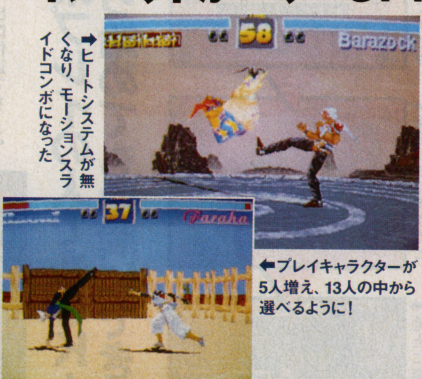 58
Barazock
➡ヒートシステムが無
くなり、モーションスラ
イドコンボになった
37
Tazaha
⬅プレイキャラクターが
5人増え、13人の中から
選べるように!